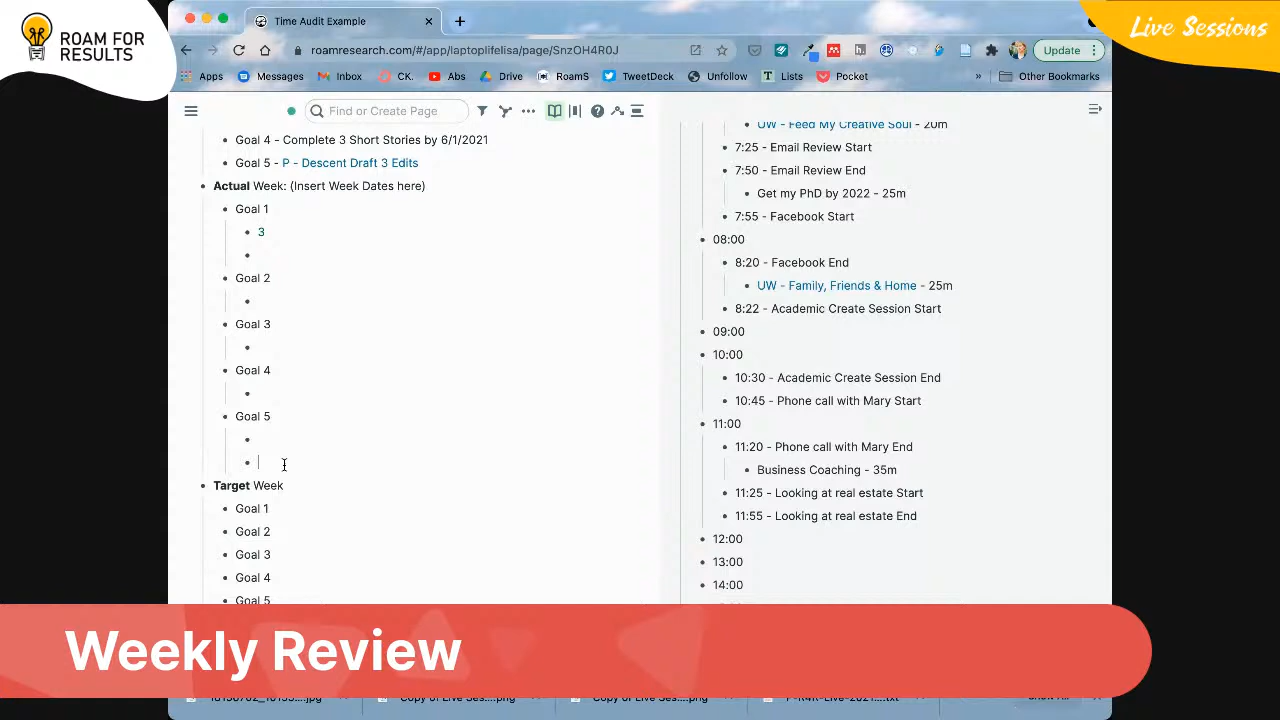 ROAM FOR
RESULTS
Time Audit Example
Live Sessions
roamresearch.com/#/app/laptoplifelisa/page/SnzOH4R0J
Update
Apps
Messages
Inbox
CK.
Abs
Drive
RoamS
TweetDeck
Unfollow
Lists
Pocket
»
Other Bookmarks
Find or Create Page
Goal 4 - Complete 3 Short Stories by 6/1/2021
Goal 5 - P - Descent Draft 3 Edits
Actual Week: (Insert Week Dates here)
Goal 1
3
Goal 2
Goal 3
Goal 4
Goal 5
Target Week
Goal 1
Goal 2
Goal 3
Goal 4
Goal 5
UW - Feed My Creative Soul - 20m
7:25 - Email Review Start
7:50 - Email Review End
Get my PhD by 2022 - 25m
7:55 - Facebook Start
08:00
8:20 - Facebook End
UW - Family, Friends & Home - 25m
8:22 - Academic Create Session Start
09:00
10:00
10:30 - Academic Create Session End
10:45 - Phone call with Mary Start
11:00
11:20 - Phone call with Mary End
Business Coaching - 35m
11:25 - Looking at real estate Start
11:55 - Looking at real estate End
12:00
13:00
14:00
Weekly Review